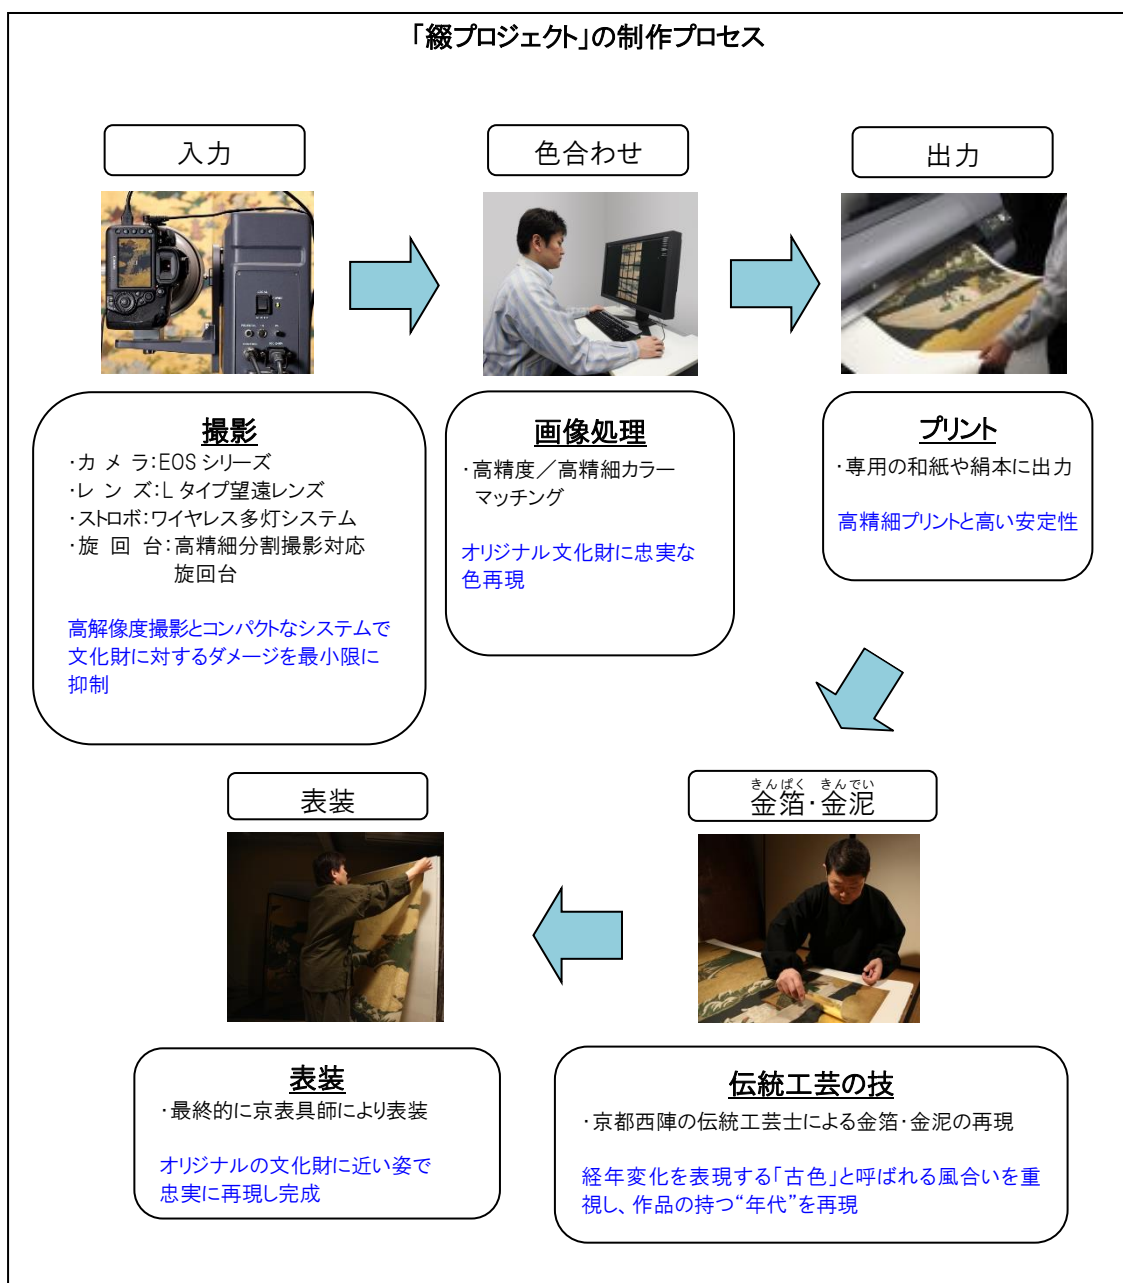 「綴プロジェクト」の制作プロセス
入力
色合わせ
出力
撮影
・カ メ ラ:EOS シリーズ
・レ ン ズ:L タイプ望遠レンズ
・ストロボ:ワイヤレス多灯システム
・旋 回 台:高精細分割撮影対応
旋回台
高解像度撮影とコンパクトなシステムで
文化財に対するダメージを最小限に
抑制
画像処理
・高精度／高精細カラー
マッチング
オリジナル文化財に忠実な
色再現
プリント
・専用の和紙や絹本に出力
高精細プリントと高い安定性
きんぱく きんでい
金箔・金泥
表装
伝統工芸の技
・京都西陣の伝統工芸士による金箔・金泥の再現
経年変化を表現する「古色」と呼ばれる風合いを重
視し、作品の持つ“年代”を再現
表装
・最終的に京表具師により表装
オリジナルの文化財に近い姿で
忠実に再現し完成